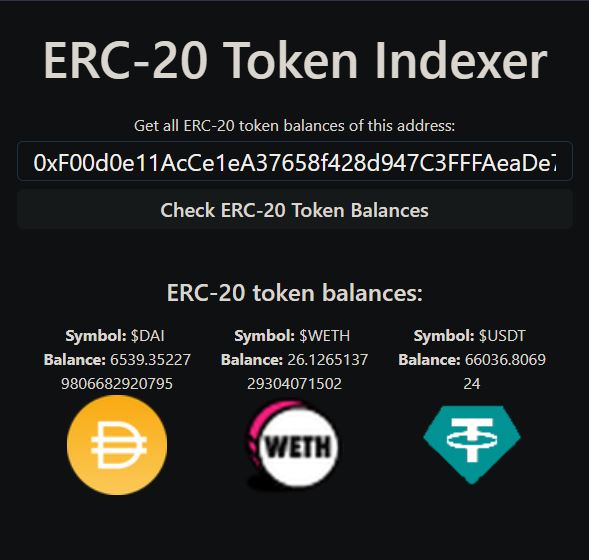 ERC-20 Token Indexer
Get all ERC-20 token balances of this address:
0xF00d0e11AcCe1eA37658f428d947C3FFFAeaDe7
Check ERC-20 Token Balances
ERC-20 token balances:
Symbol: $DAI
Balance: 6539.35227
9806682920795
Symbol: $WETH
Balance: 26.1265137
29304071502
WETH
Symbol: $USDT
Balance: 66036.8069
24